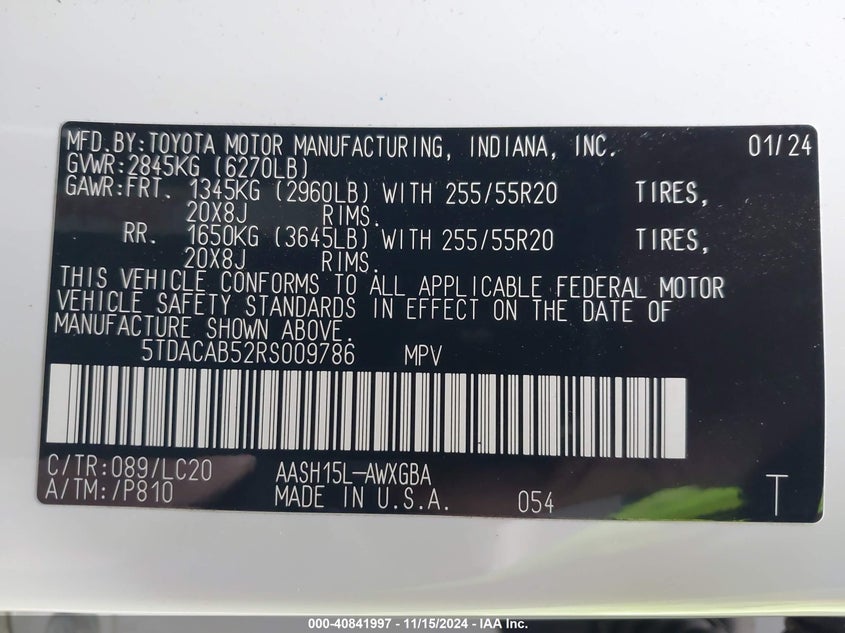 MFD.BY:TOYOTA MOTOR MANUFACTURING, INDIANA, INC. 01/24
GVWR:2845KG (6270LB)
GAWR:FRT. 1345KG (2960LB) WITH 255/55R20 TIRES,
20X8J RIMS.
RR. 1650KG (3645LB) WITH 255/55R20 TIRES,
20X8J RIMS.
THIS VEHICLE CONFORMS TO ALL APPLICABLE FEDERAL MOTOR
VEHICLE SAFETY STANDARDS IN EFFECT ON THE DATE OF
MANUFACTURE SHOWN ABOVE.
5TDACAB52RS009786 MPV
C/TR:089/LC20 AASH15L-AWXGBA
A/TM:/P810 MADE IN U.S.A. 054 T
000-40841997 - 11/15/2024 - IAA Inc.